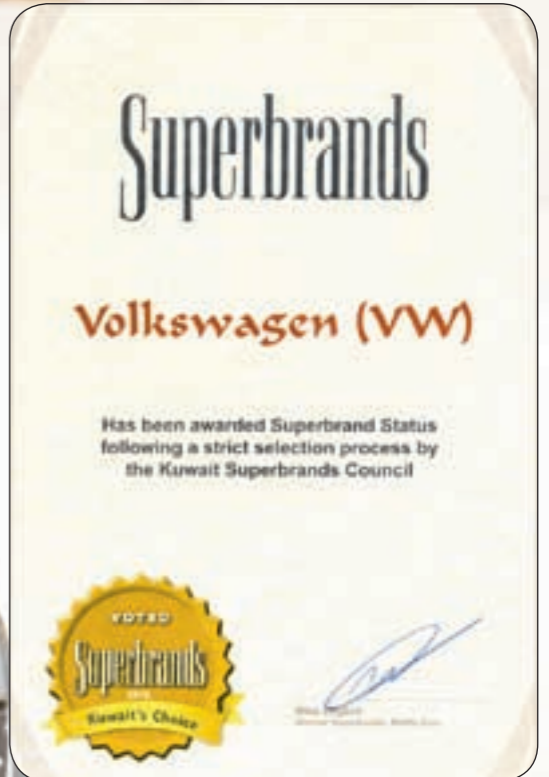 Superbrands
Volkswagen (VW)
Has been awarded Superbrand Status
following a strict selection process by
the Kuwait Superbrands Council
VOTED
Superbrands
Kuwait's Choice